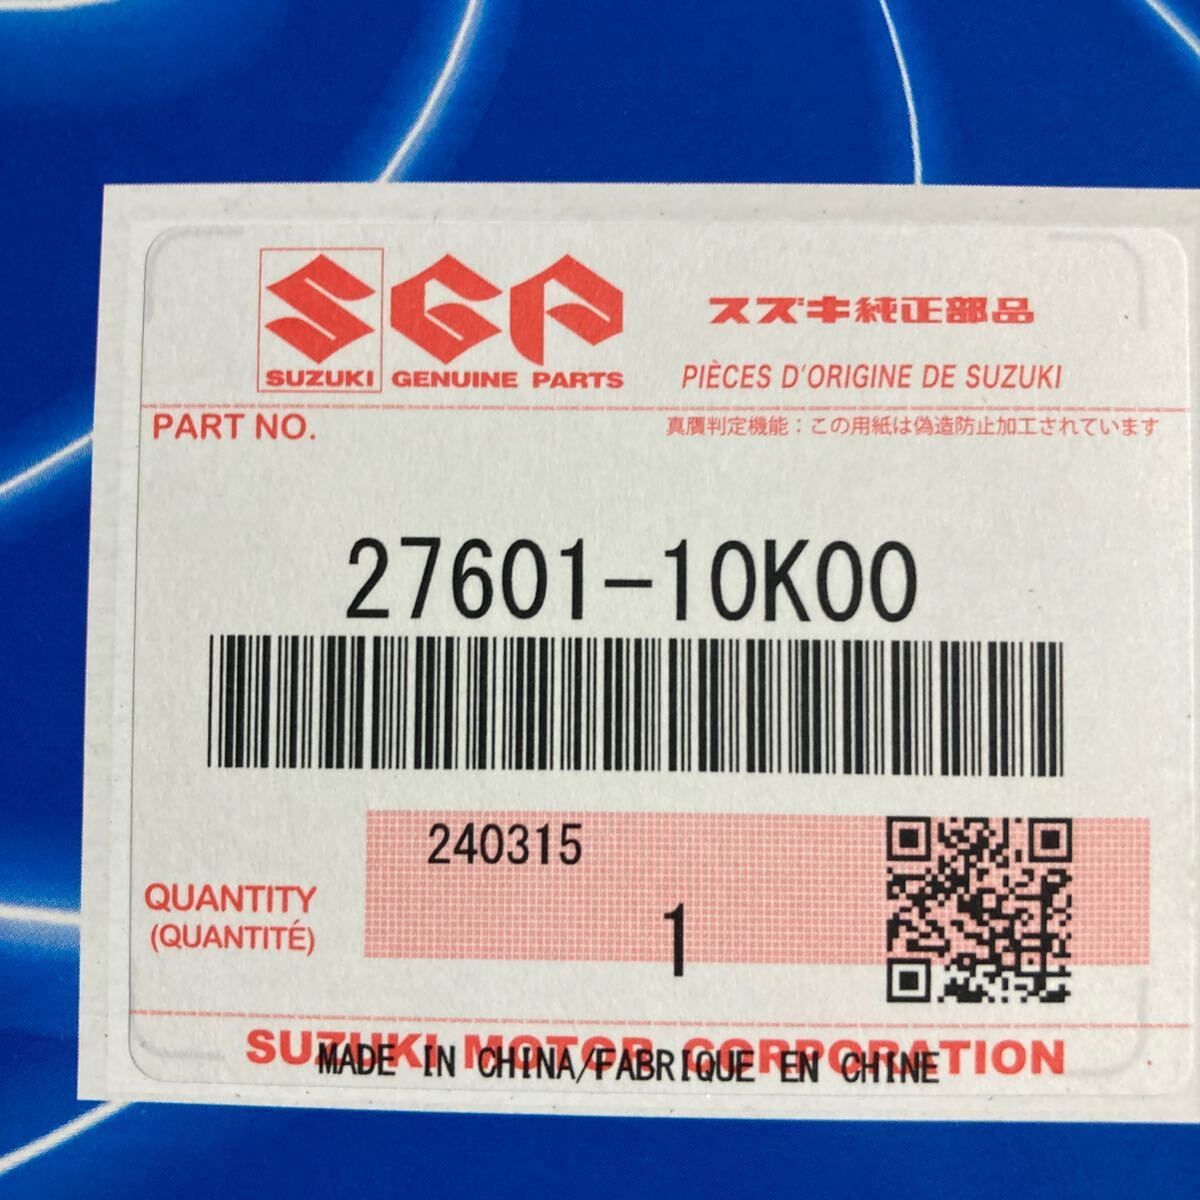 SGP
SUZUKI GENUINE PARTS
スズキ純正部品
PIÈCES D'ORIGINE DE SUZUKI
PART NO.
真贋判定機能：この用紙は偽造防止加工されています
27601-10K00
240315
QUANTITY
(QUANTITÉ)
1
SUZUKI MOTOR CORPORATION
MADE IN CHINA/FABRIQUE EN CHINE